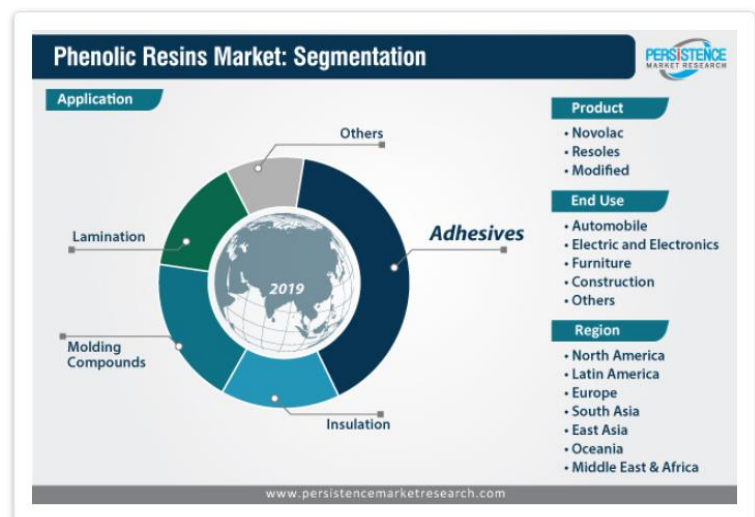 Phenolic Resins Market: Segmentation
PERSISTENCE
MARKET RESEARCH
Application
Others
Lamination
Adhesives
2019
Molding
Compounds
Insulation
Product
• Novolac
• Resoles
• Modified
End Use
• Automobile
• Electric and Electronics
• Furniture
• Construction
• Others
Region
• North America
• Latin America
• Europe
• South Asia
• East Asia
• Oceania
• Middle East & Africa
www.persistencemarketresearch.com